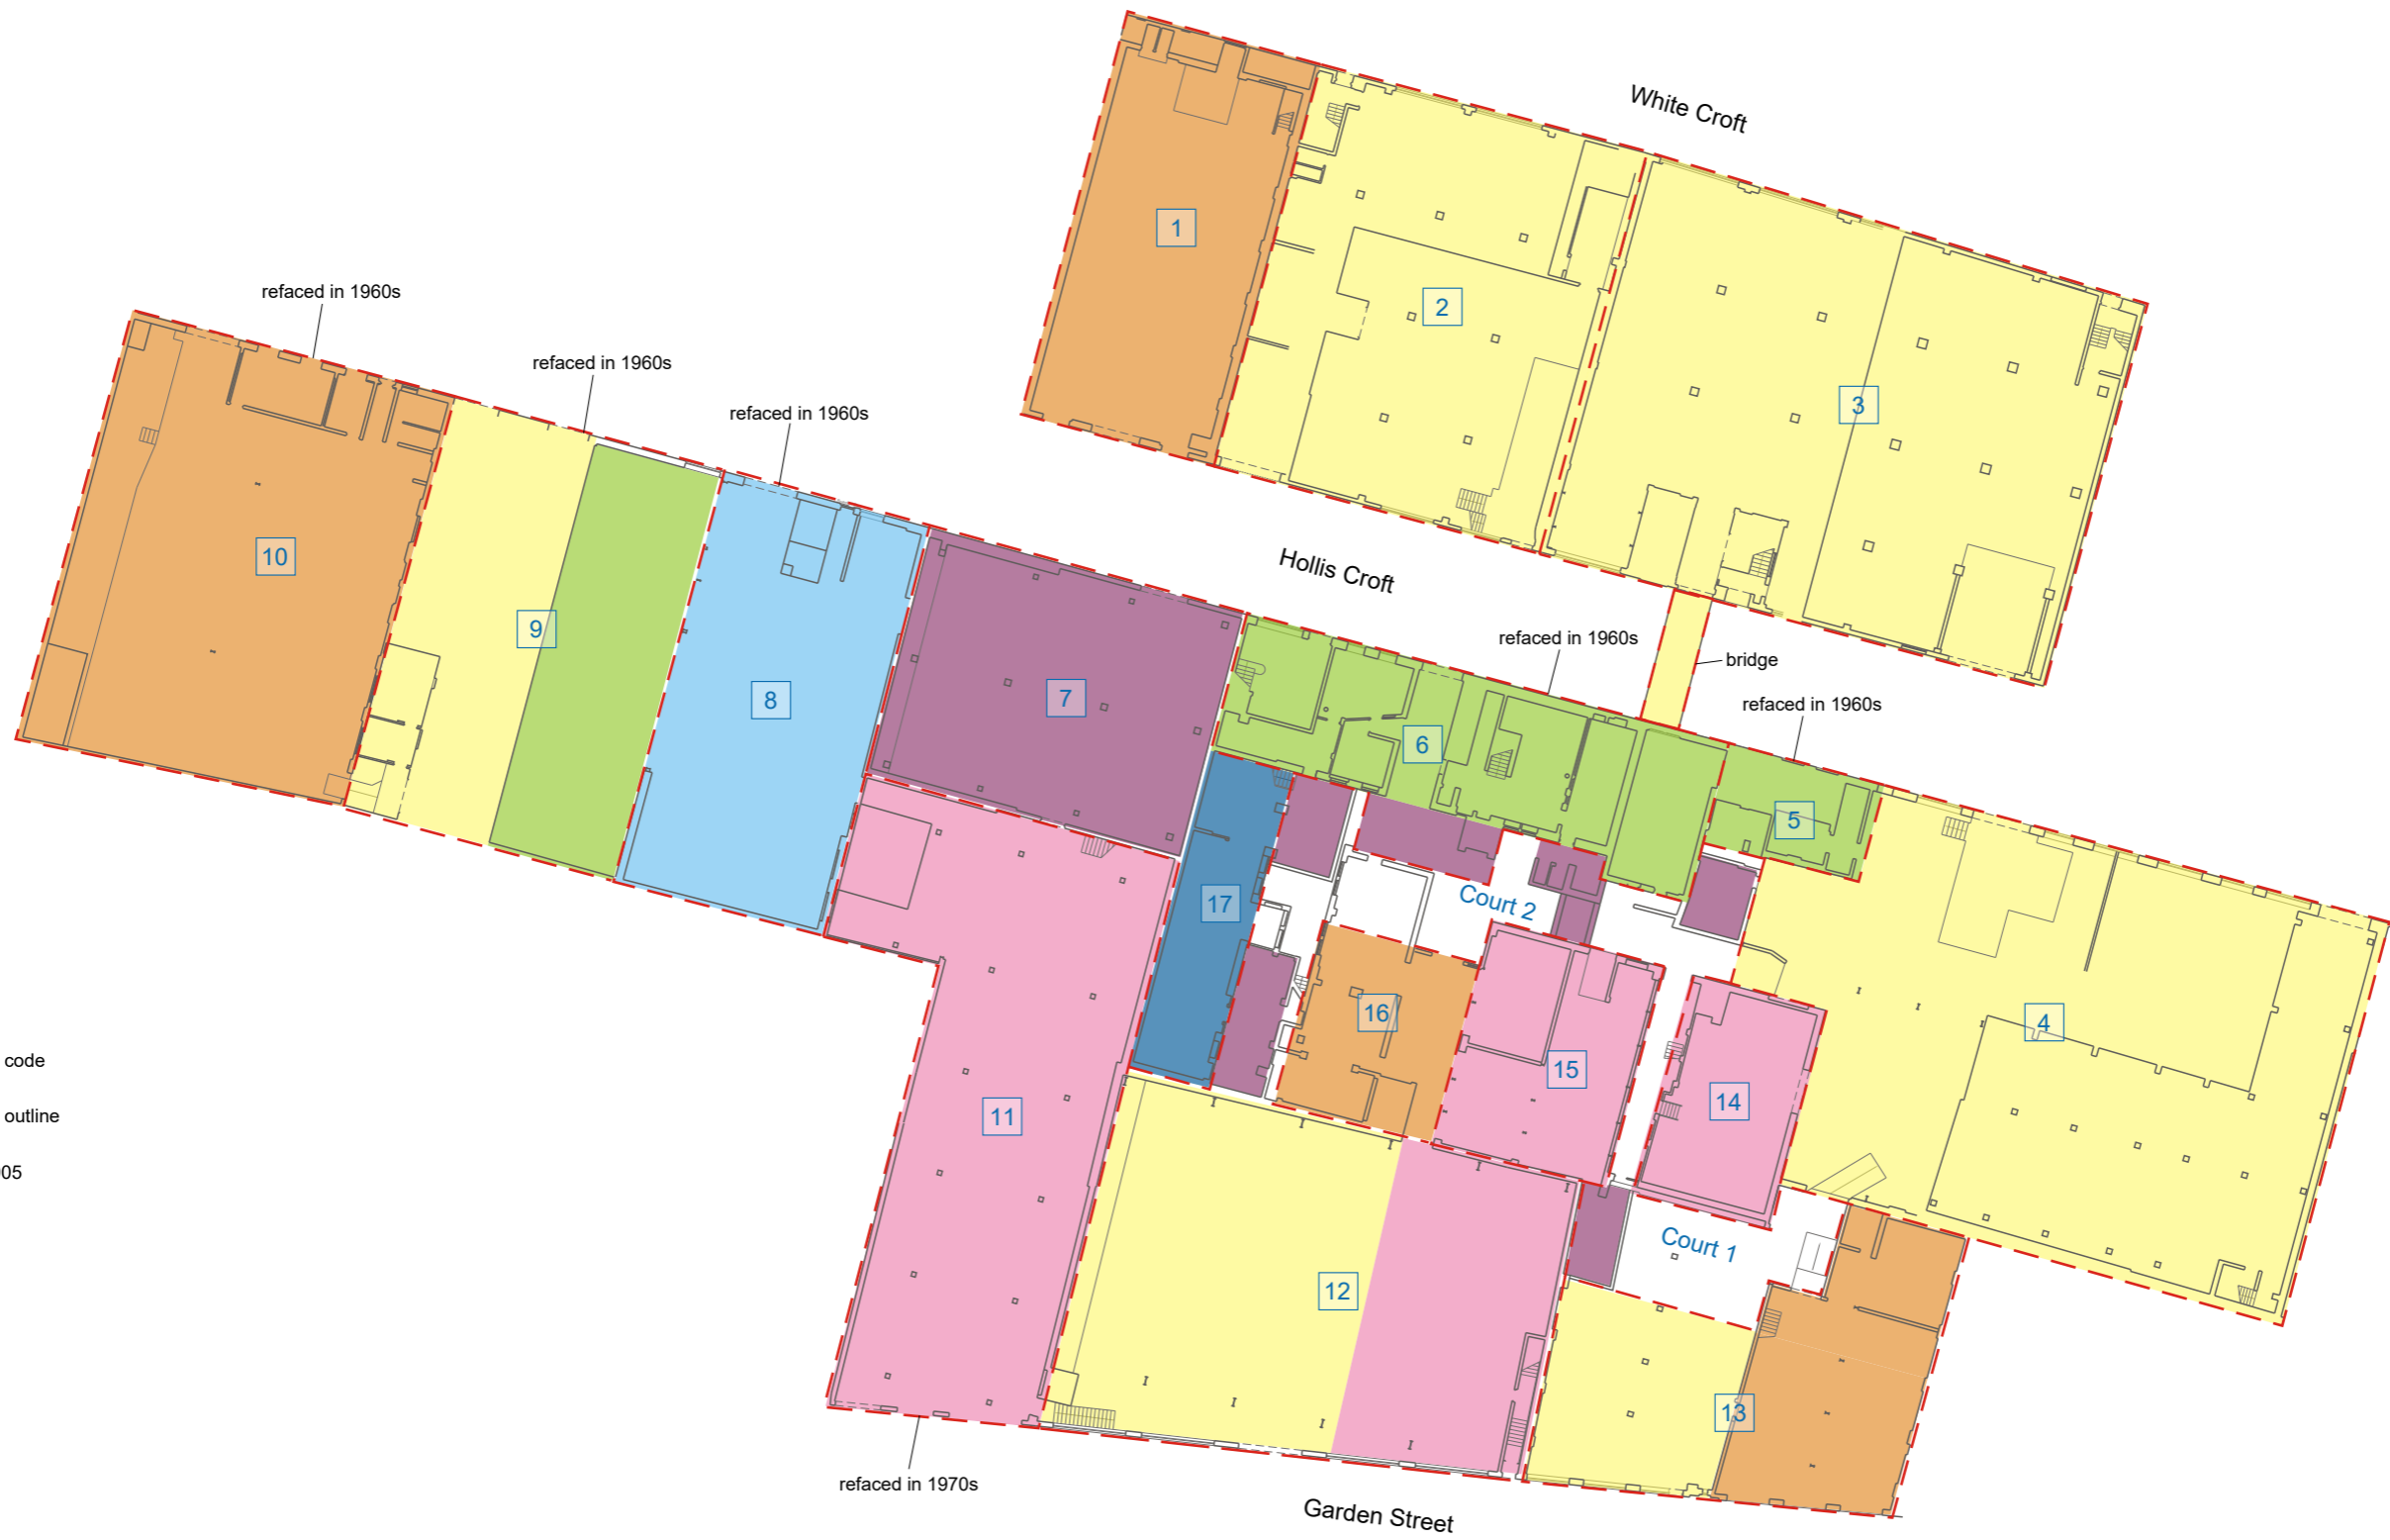 White Croft
1
2
3
refaced in 1960s
refaced in 1960s
refaced in 1960s
10
9
8
7
Hollis Croft
refaced in 1960s
bridge
refaced in 1960s
6
5
17
Court 2
16
15
14
4
code
outline
05
11
12
Court 1
13
refaced in 1970s
Garden Street